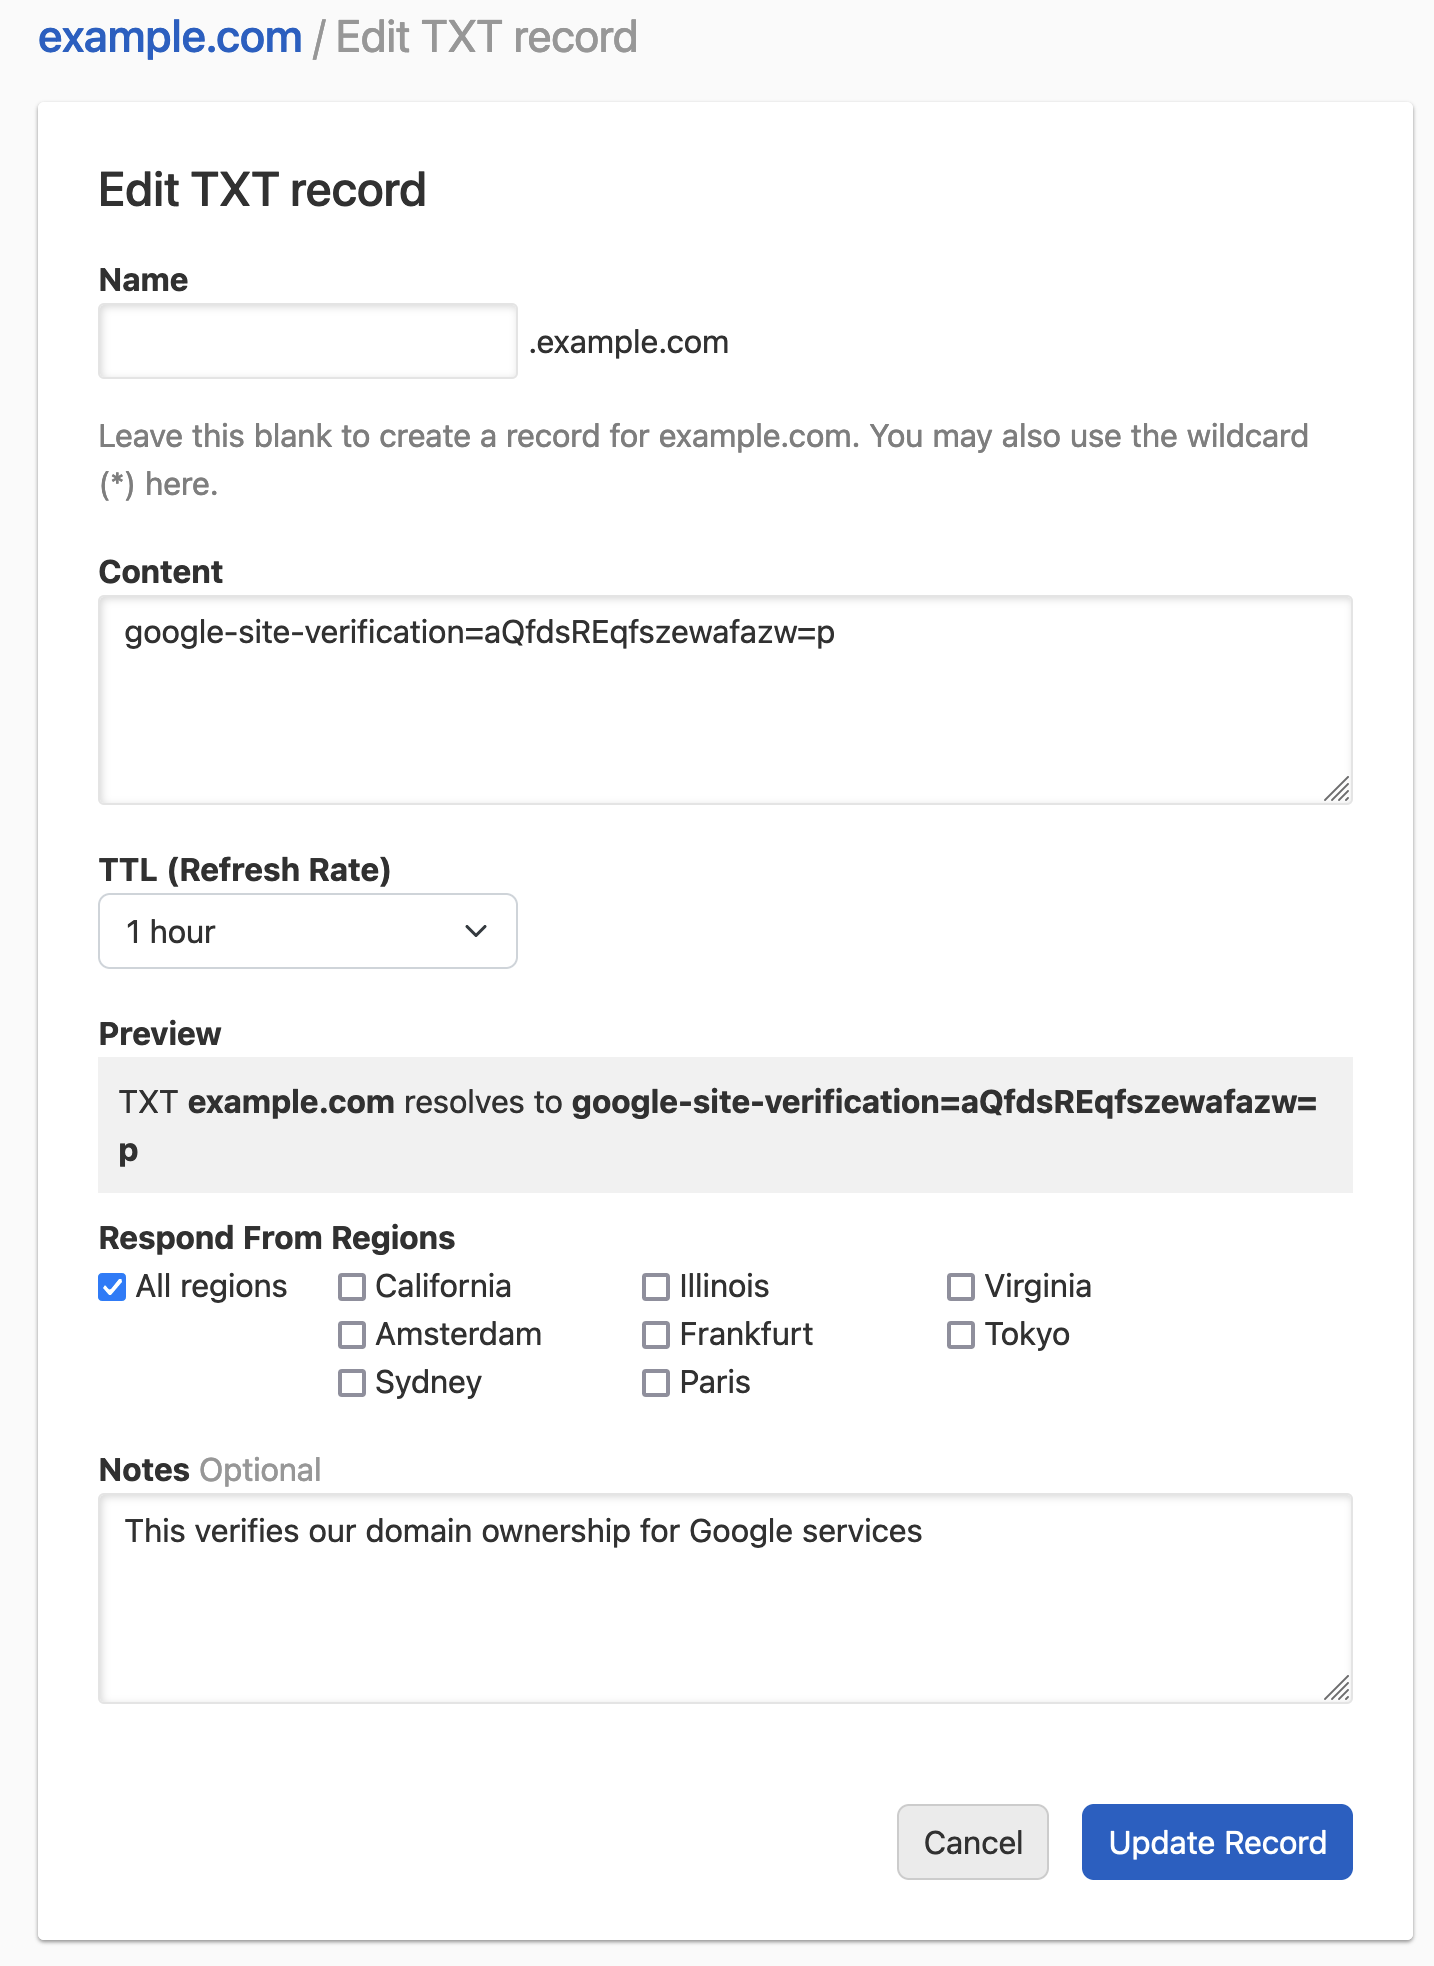 example.com / Edit TXT record
Edit TXT record
Name
.example.com
Leave this blank to create a record for example.com. You may also use the wildcard
(*) here.
Content
google-site-verification=aQfdsREqfszewafazw=p
TTL (Refresh Rate)
1 hour
Preview
TXT example.com resolves to google-site-verification=aQfdsREqfszewafazw=
p
Respond From Regions
All regions California Illinois Virginia
Amsterdam Frankfurt Tokyo
Sydney Paris
Notes Optional
This verifies our domain ownership for Google services
Cancel Update Record